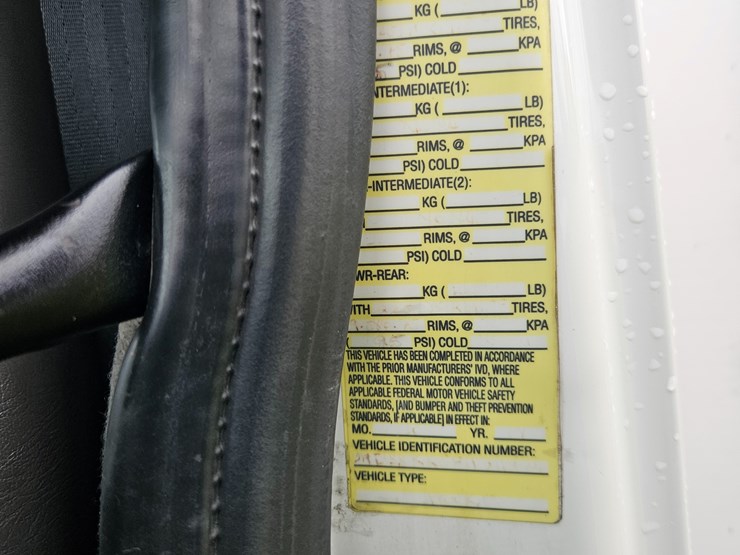 KG ( LB)
TIRES,
RIMS, @ KPA
PSI) COLD
NTERMEDIATE(1):
KG ( LB)
TIRES,
RIMS, @ KPA
PSI) COLD
-INTERMEDIATE(2):
KG ( LB)
TIRES,
RIMS, @ KPA
PSI) COLD
WR-REAR:
KG ( LB)
ITH TIRES,
RIMS, @ KPA
( PSI) COLD
THIS VEHICLE HAS BEEN COMPLETED IN ACCORDANCE
WITH THE PRIOR MANUFACTURERS' IVD, WHERE
APPLICABLE. THIS VEHICLE CONFORMS TO ALL
APPLICABLE FEDERAL MOTOR VEHICLE SAFETY
STANDARDS, [AND BUMPER AND THEFT PREVENTION
STANDARDS, IF APPLICABLE] IN EFFECT IN:
MO. YR.
VEHICLE IDENTIFICATION NUMBER:
VEHICLE TYPE: